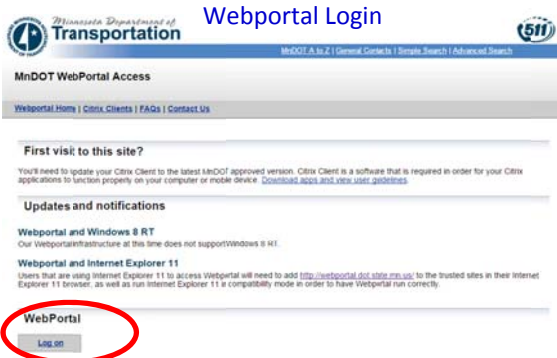 Webportal Login
Minnesota Department of
Transportation
511
MnDOT A to Z | General Contacts | Simple Search | Advanced Search
MnDOT WebPortal Access
Webportal Home | Citrix Clients | FAQs | Contact Us
First visit to this site?
You'll need to update your Citrix Client to the latest MnDOT approved version. Citrix Client is a software that is required in order for your Citrix
applications to function properly on your computer or mobile device. Download apps and view user guidelines.
Updates and notifications
Webportal and Windows 8 RT
Our Webportalinfrastructure at this time does not supportWindows 8 RT.
Webportal and Internet Explorer 11
Users that are using Internet Explorer 11 to access Webportal will need to add http://webportal.dot.state.mn.us/ to the trusted sites in their Internet
Explorer 11 browser, as well as run Internet Explorer 11 in compatibility mode in order to have Webportal run correctly.
WebPortal
Log on